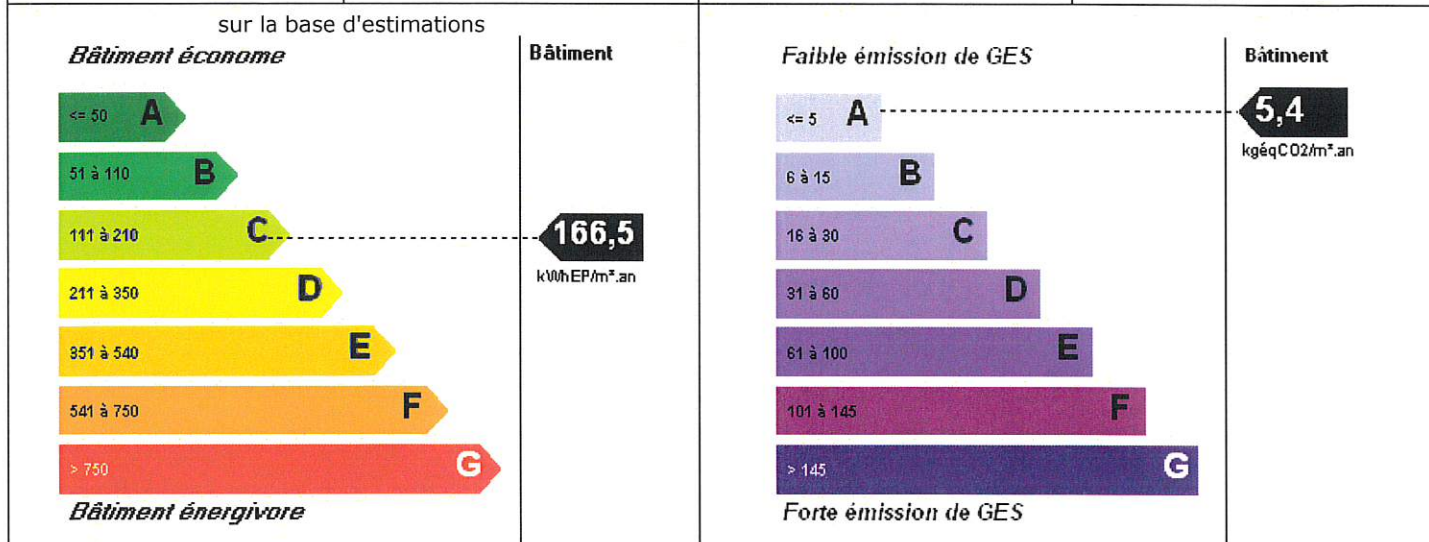 sur la base d'estimations
Bâtiment économe
Bâtiment
<= 50 A
51 à 110 B
111 à 210 C
166,5
kWhEP/m².an
211 à 350 D
351 à 540 E
541 à 750 F
> 750 G
Bâtiment énergivore
Faible émission de GES
Bâtiment
<= 5 A
5,4
kgéqCO2/m².an
6 à 15 B
16 à 30 C
31 à 60 D
61 à 100 E
101 à 145 F
> 145 G
Forte émission de GES